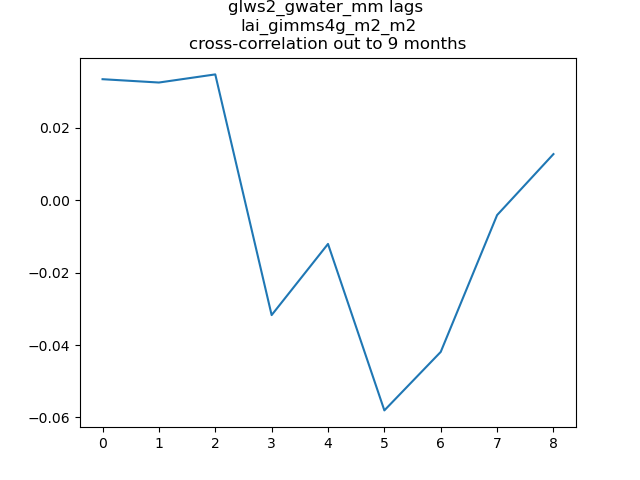 glws2_gwater_mm lags
lai_gimms4g_m2_m2
cross-correlation out to 9 months
0.02
0.00
−0.02
−0.04
−0.06
0 1 2 3 4 5 6 7 8